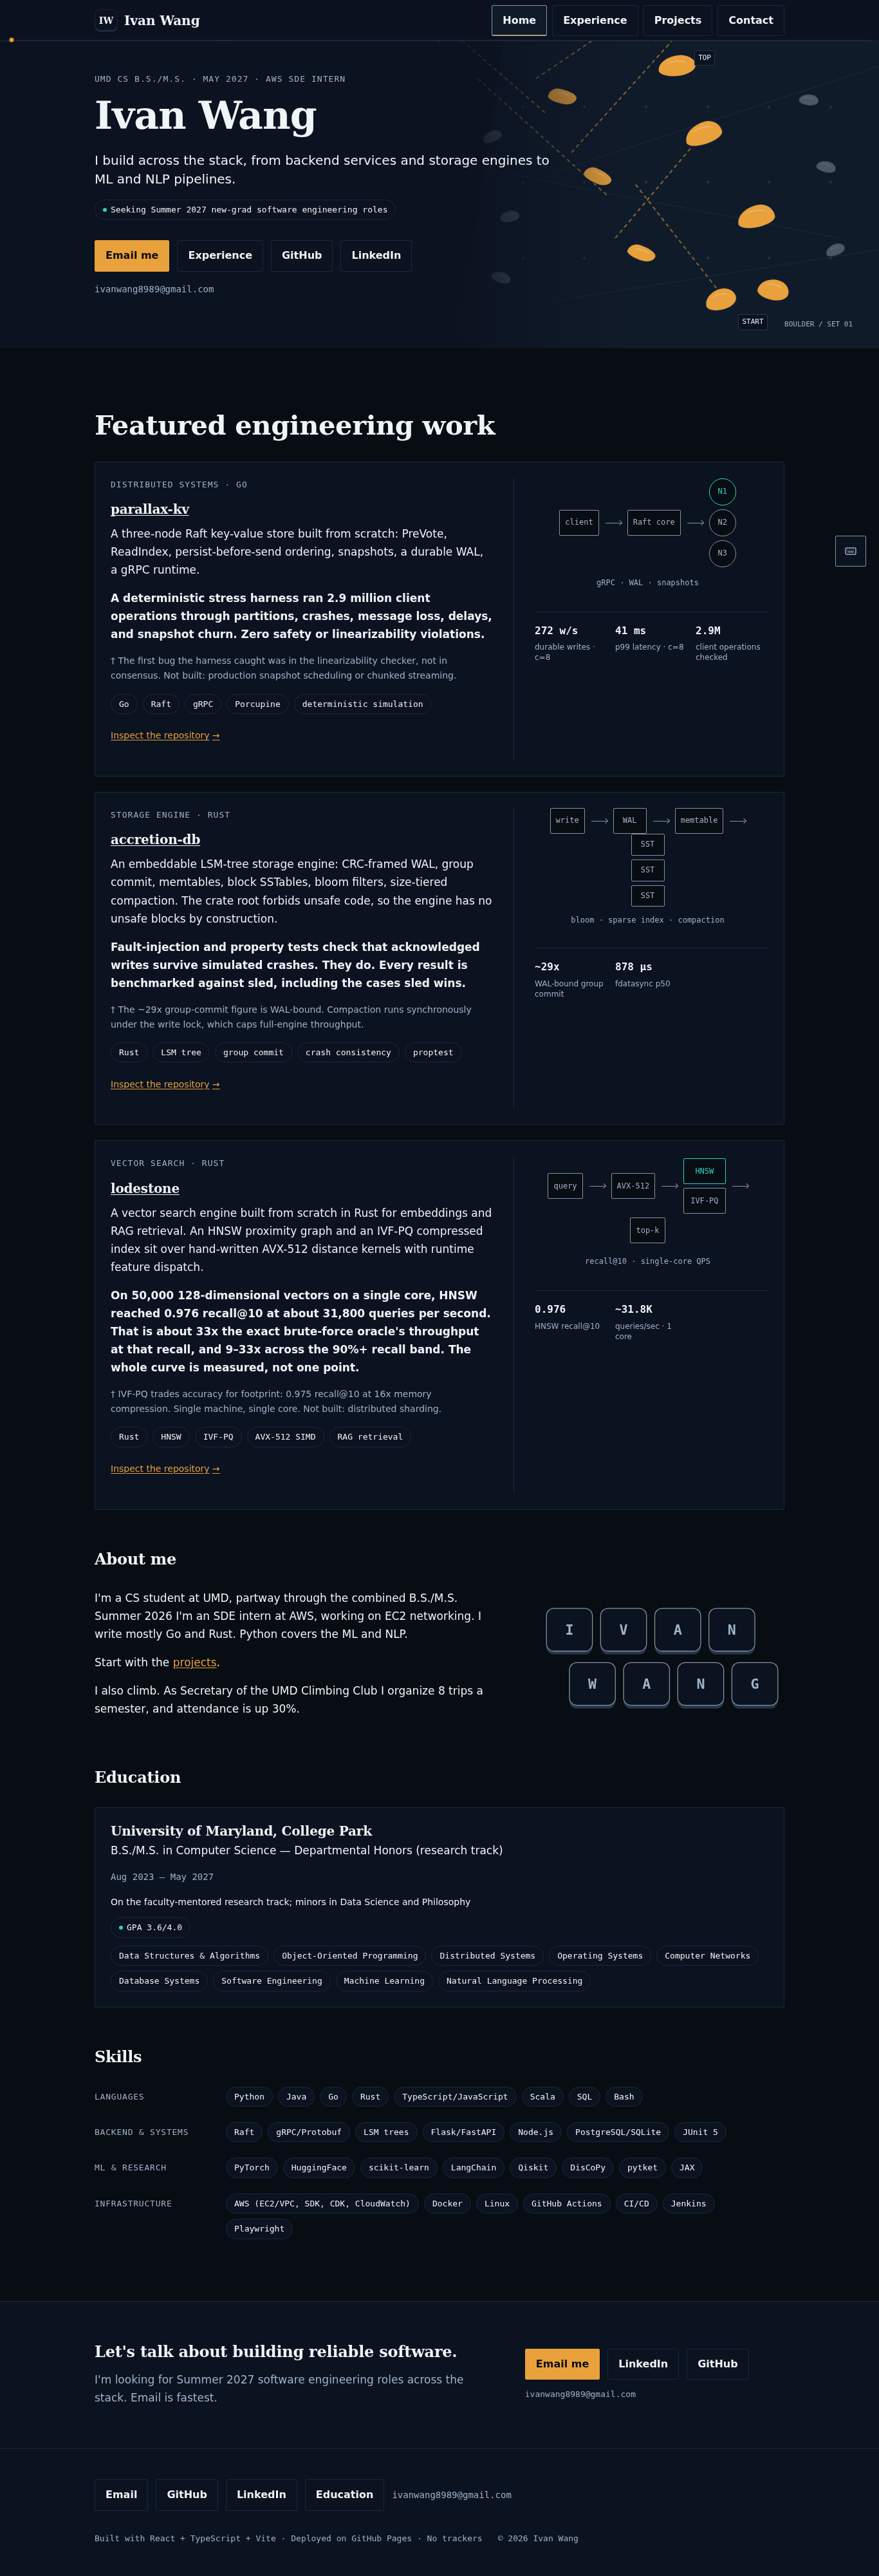 IW Ivan Wang
Home Experience Projects Contact
UMD CS B.S./M.S. · MAY 2027 · AWS SDE INTERN
Ivan Wang
I build across the stack, from backend services and storage engines to
ML and NLP pipelines.
Seeking Summer 2027 new-grad software engineering roles
Email me Experience GitHub LinkedIn
ivanwang8989@gmail.com
TOP
START
BOULDER / SET 01
Featured engineering work
DISTRIBUTED SYSTEMS · GO
parallax-kv
A three-node Raft key-value store built from scratch: PreVote,
ReadIndex, persist-before-send ordering, snapshots, a durable WAL,
a gRPC runtime.
A deterministic stress harness ran 2.9 million client
operations through partitions, crashes, message loss, delays,
and snapshot churn. Zero safety or linearizability violations.
† The first bug the harness caught was in the linearizability checker, not in
consensus. Not built: production snapshot scheduling or chunked streaming.
Go Raft gRPC Porcupine deterministic simulation
Inspect the repository →
client → Raft core → N1
N2
N3
gRPC · WAL · snapshots
272 w/s 41 ms 2.9M
durable writes · p99 latency · c=8 client operations
c=8 checked
STORAGE ENGINE · RUST
accretion-db
An embeddable LSM-tree storage engine: CRC-framed WAL, group
commit, memtables, block SSTables, bloom filters, size-tiered
compaction. The crate root forbids unsafe code, so the engine has no
unsafe blocks by construction.
Fault-injection and property tests check that acknowledged
writes survive simulated crashes. They do. Every result is
benchmarked against sled, including the cases sled wins.
† The ~29x group-commit figure is WAL-bound. Compaction runs synchronously
under the write lock, which caps full-engine throughput.
Rust LSM tree group commit crash consistency proptest
Inspect the repository →
write → WAL → memtable →
SST
SST
SST
bloom · sparse index · compaction
~29x 878 µs
WAL-bound group fdatasync p50
commit
VECTOR SEARCH · RUST
lodestone
A vector search engine built from scratch in Rust for embeddings and
RAG retrieval. An HNSW proximity graph and an IVF-PQ compressed
index sit over hand-written AVX-512 distance kernels with runtime
feature dispatch.
On 50,000 128-dimensional vectors on a single core, HNSW
reached 0.976 recall@10 at about 31,800 queries per second.
That is about 33x the exact brute-force oracle's throughput
at that recall, and 9–33x across the 90%+ recall band. The
whole curve is measured, not one point.
† IVF-PQ trades accuracy for footprint: 0.975 recall@10 at 16x memory
compression. Single machine, single core. Not built: distributed sharding.
Rust HNSW IVF-PQ AVX-512 SIMD RAG retrieval
Inspect the repository →
query → AVX-512 → HNSW →
IVF-PQ
top-k
recall@10 · single-core QPS
0.976 ~31.8K
HNSW recall@10 queries/sec · 1
core
About me
I'm a CS student at UMD, partway through the combined B.S./M.S.
Summer 2026 I'm an SDE intern at AWS, working on EC2 networking. I
write mostly Go and Rust. Python covers the ML and NLP.
Start with the projects.
I also climb. As Secretary of the UMD Climbing Club I organize 8 trips a
semester, and attendance is up 30%.
I V A N
W A N G
Education
University of Maryland, College Park
B.S./M.S. in Computer Science — Departmental Honors (research track)
Aug 2023 — May 2027
On the faculty-mentored research track; minors in Data Science and Philosophy
GPA 3.6/4.0
Data Structures & Algorithms Object-Oriented Programming Distributed Systems Operating Systems Computer Networks
Database Systems Software Engineering Machine Learning Natural Language Processing
Skills
LANGUAGES Python Java Go Rust TypeScript/JavaScript Scala SQL Bash
BACKEND & SYSTEMS Raft gRPC/Protobuf LSM trees Flask/FastAPI Node.js PostgreSQL/SQLite JUnit 5
ML & RESEARCH PyTorch HuggingFace scikit-learn LangChain Qiskit DisCoPy pytket JAX
INFRASTRUCTURE AWS (EC2/VPC, SDK, CDK, CloudWatch) Docker Linux GitHub Actions CI/CD Jenkins
Playwright
Let's talk about building reliable software.
I'm looking for Summer 2027 software engineering roles across the
stack. Email is fastest.
Email me LinkedIn GitHub
ivanwang8989@gmail.com
Email GitHub LinkedIn Education ivanwang8989@gmail.com
Built with React + TypeScript + Vite · Deployed on GitHub Pages · No trackers © 2026 Ivan Wang